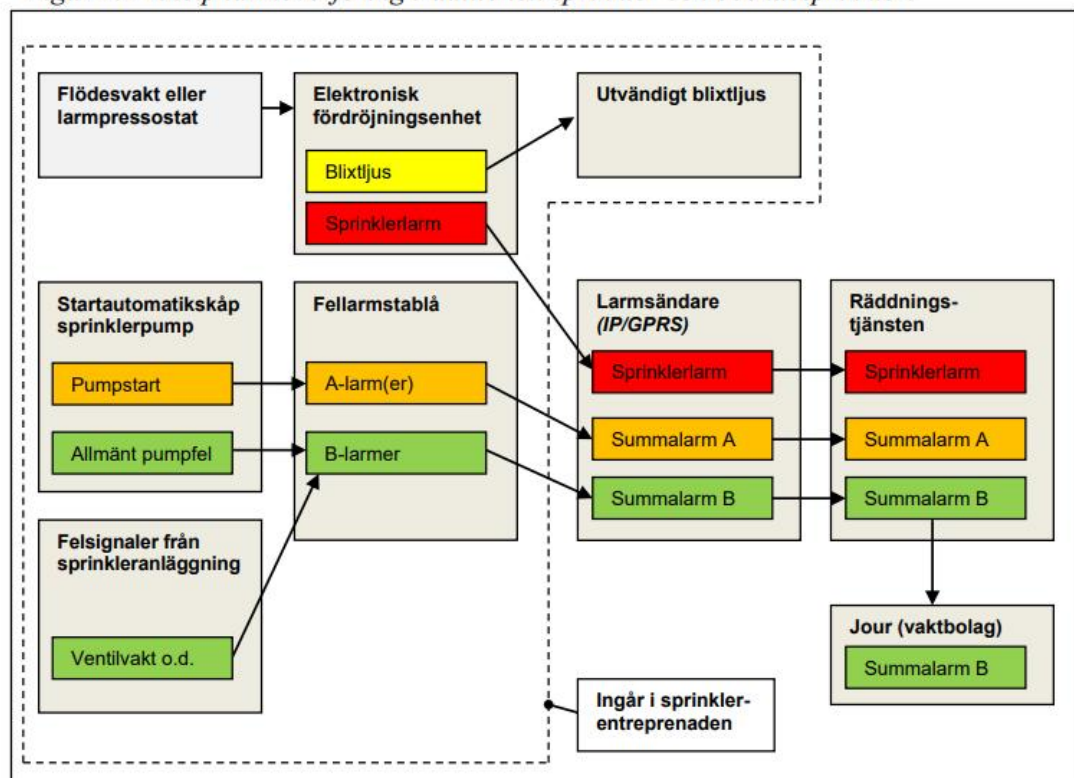 Flödesvakt eller
larmpressostat
Elektronisk
fördröjningsenhet
Blixtljus
Sprinklerlarm
Utvändigt blixtljus
Startautomatikskåp
sprinklerpump
Pumpstart
Allmänt pumpfel
Fellarmstablå
A-larm(er)
B-larmer
Larmsändare
(IP/GPRS)
Sprinklerlarm
Summalarm A
Summalarm B
Räddnings-
tjänsten
Sprinklerlarm
Summalarm A
Summalarm B
Felsignaler från
sprinkleranläggning
Ventilvakt o.d.
Jour (vaktbolag)
Summalarm B
Ingår i sprinkler-
entreprenaden